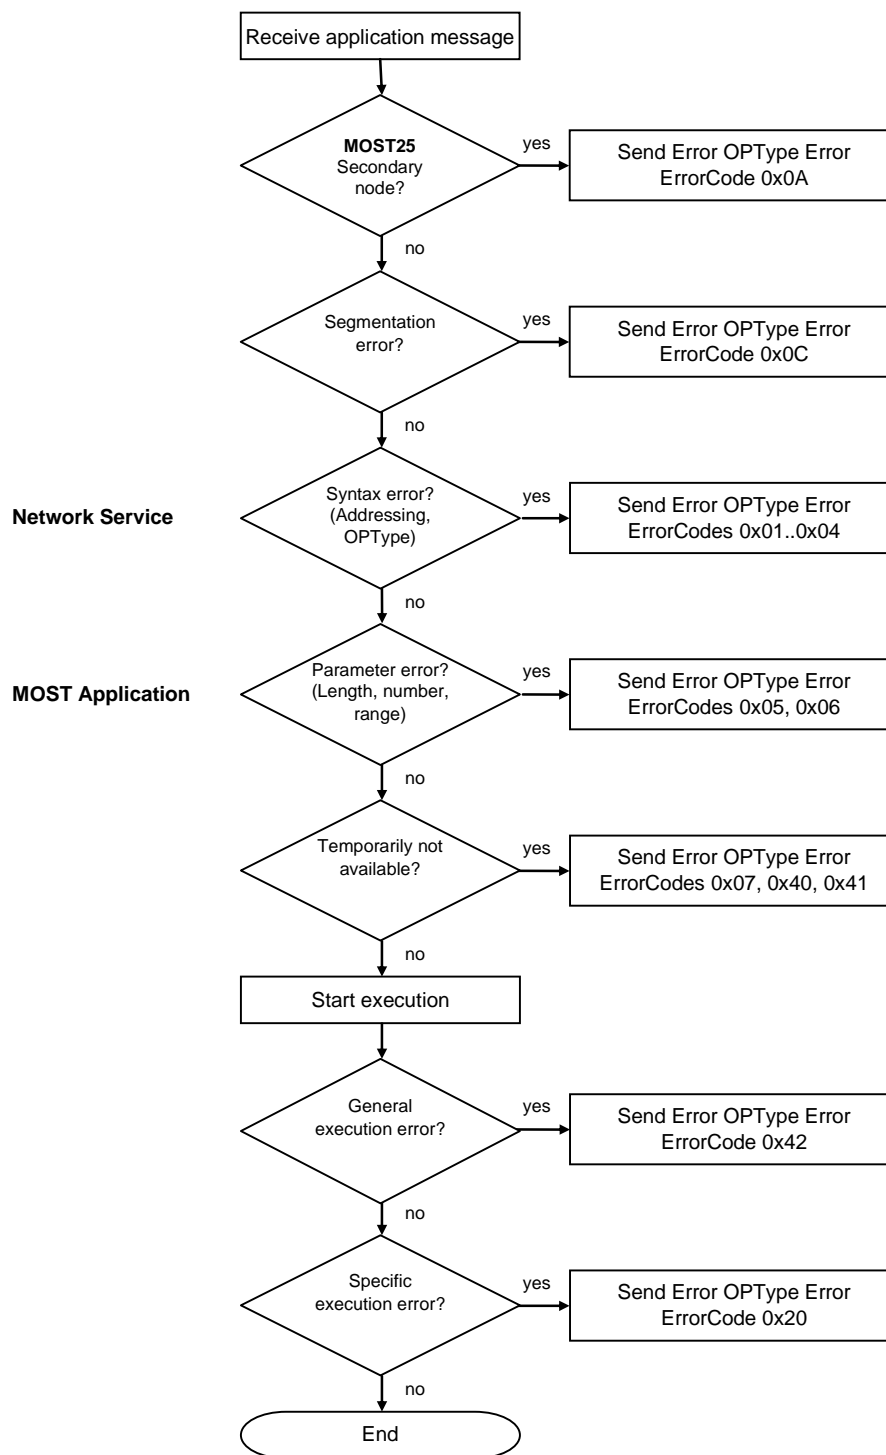 Receive application message
MOST25
Secondary
node?
yes
Send Error OPType Error
ErrorCode 0x0A
no
Segmentation
error?
yes
Send Error OPType Error
ErrorCode 0x0C
no
Network Service
Syntax error?
(Addressing,
OPType)
yes
Send Error OPType Error
ErrorCodes 0x01..0x04
no
MOST Application
Parameter error?
(Length, number,
range)
yes
Send Error OPType Error
ErrorCodes 0x05, 0x06
no
Temporarily not
available?
yes
Send Error OPType Error
ErrorCodes 0x07, 0x40, 0x41
no
Start execution
General
execution error?
yes
Send Error OPType Error
ErrorCode 0x42
no
Specific
execution error?
yes
Send Error OPType Error
ErrorCode 0x20
no
End